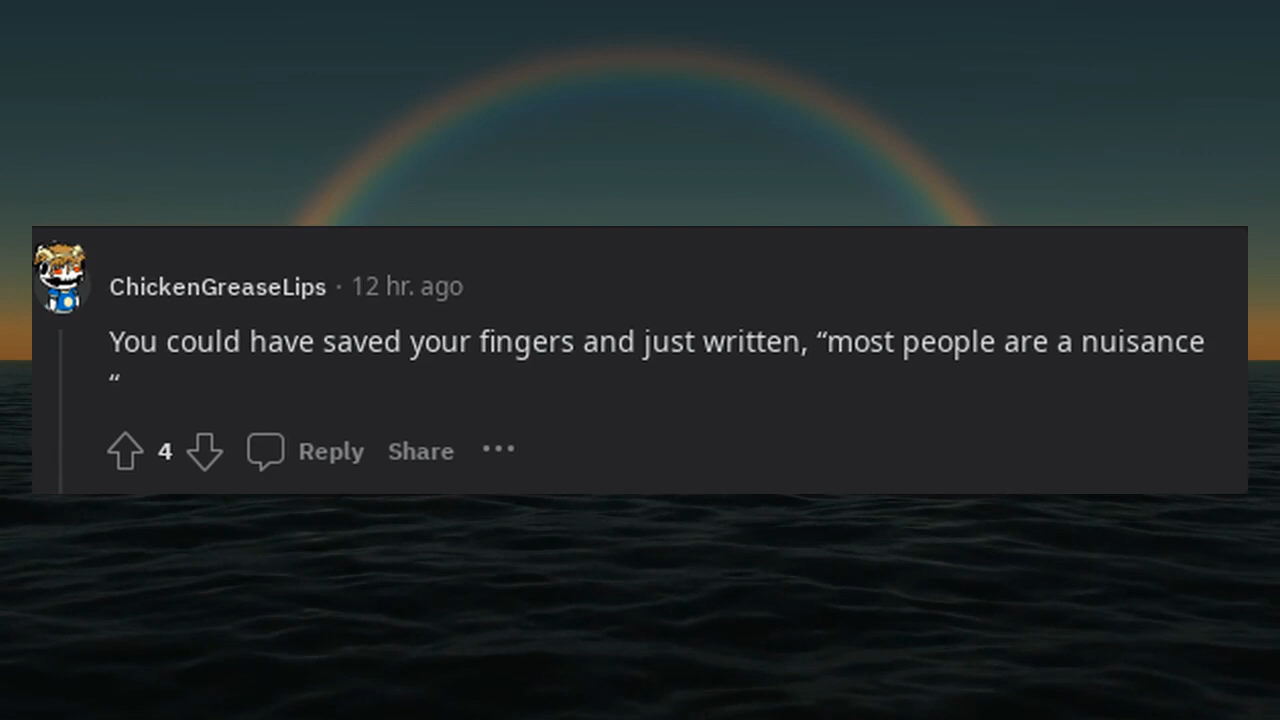 ChickenGreaseLips · 12 hr. ago
You could have saved your fingers and just written, “most people are a nuisance
“
4 Reply Share ···